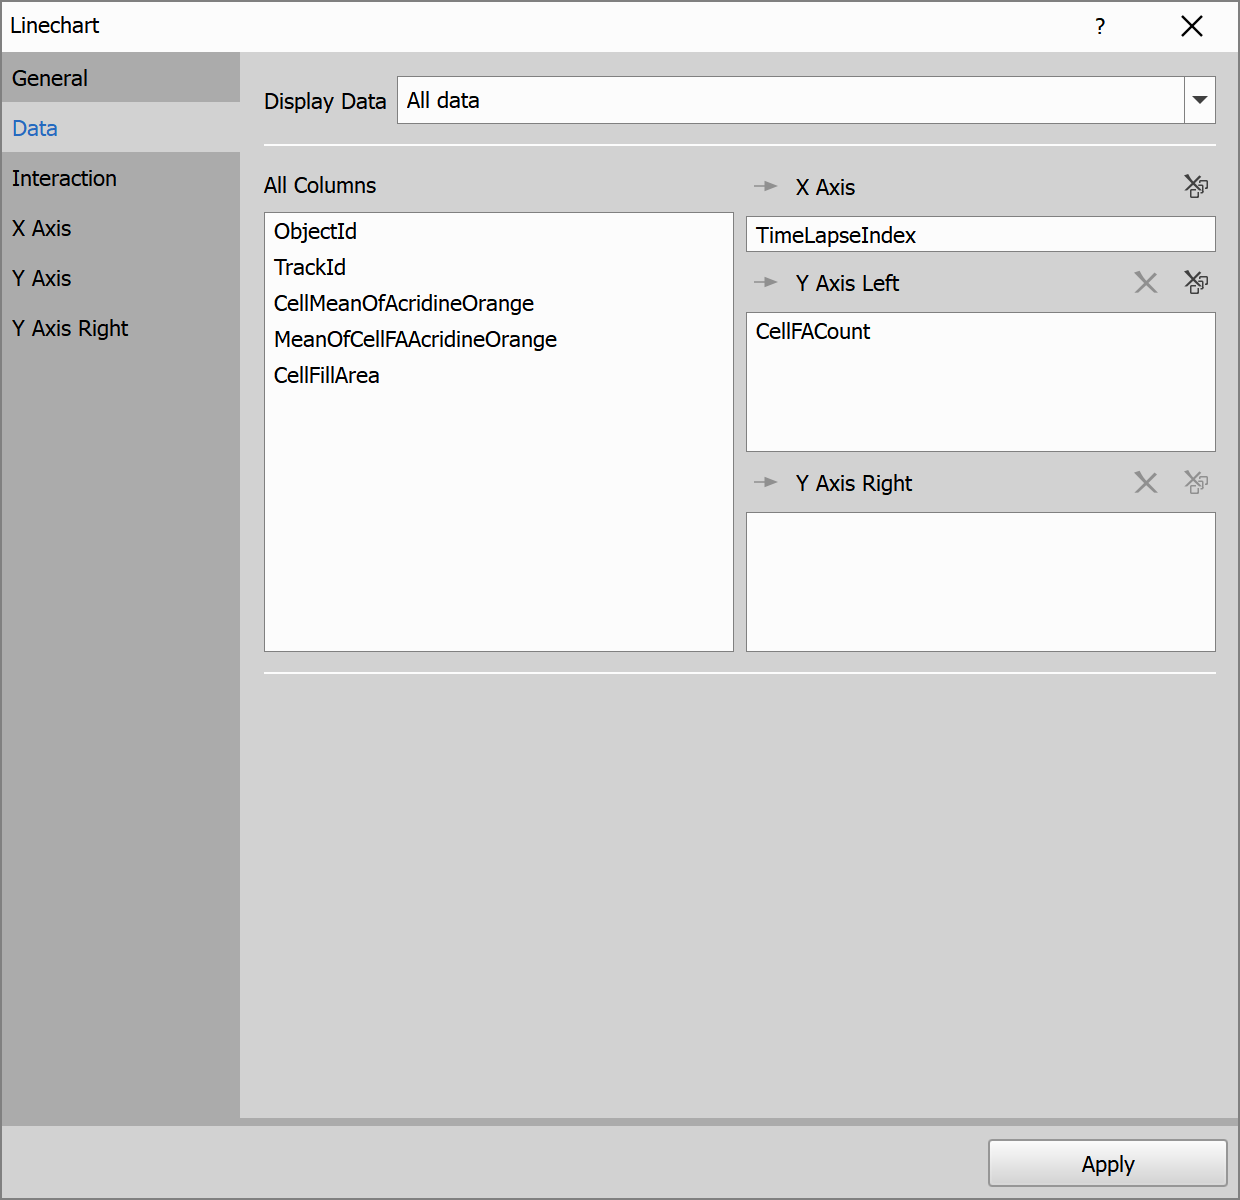 Linechart
?
General
Data
Interaction
X Axis
Y Axis
Y Axis Right
Display Data
All data
All Columns
ObjectId
TrackId
CellMeanOfAcridineOrange
MeanOfCellFAAcridineOrange
CellFillArea
X Axis
TimeLapseIndex
Y Axis Left
CellFACount
Y Axis Right
Apply